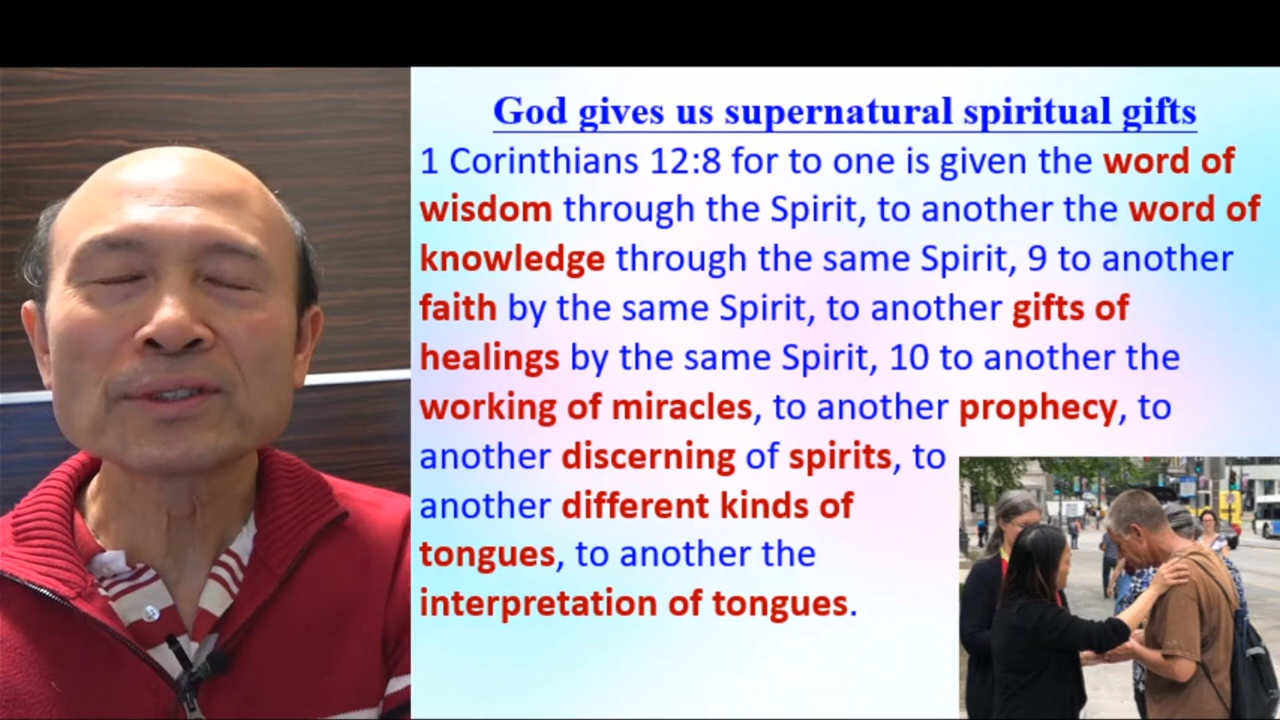 God gives us supernatural spiritual gifts
1 Corinthians 12:8 for to one is given the word of
wisdom through the Spirit, to another the word of
knowledge through the same Spirit, 9 to another
faith by the same Spirit, to another gifts of
healings by the same Spirit, 10 to another the
working of miracles, to another prophecy, to
another discerning of spirits, to
another different kinds of
tongues, to another the
interpretation of tongues.